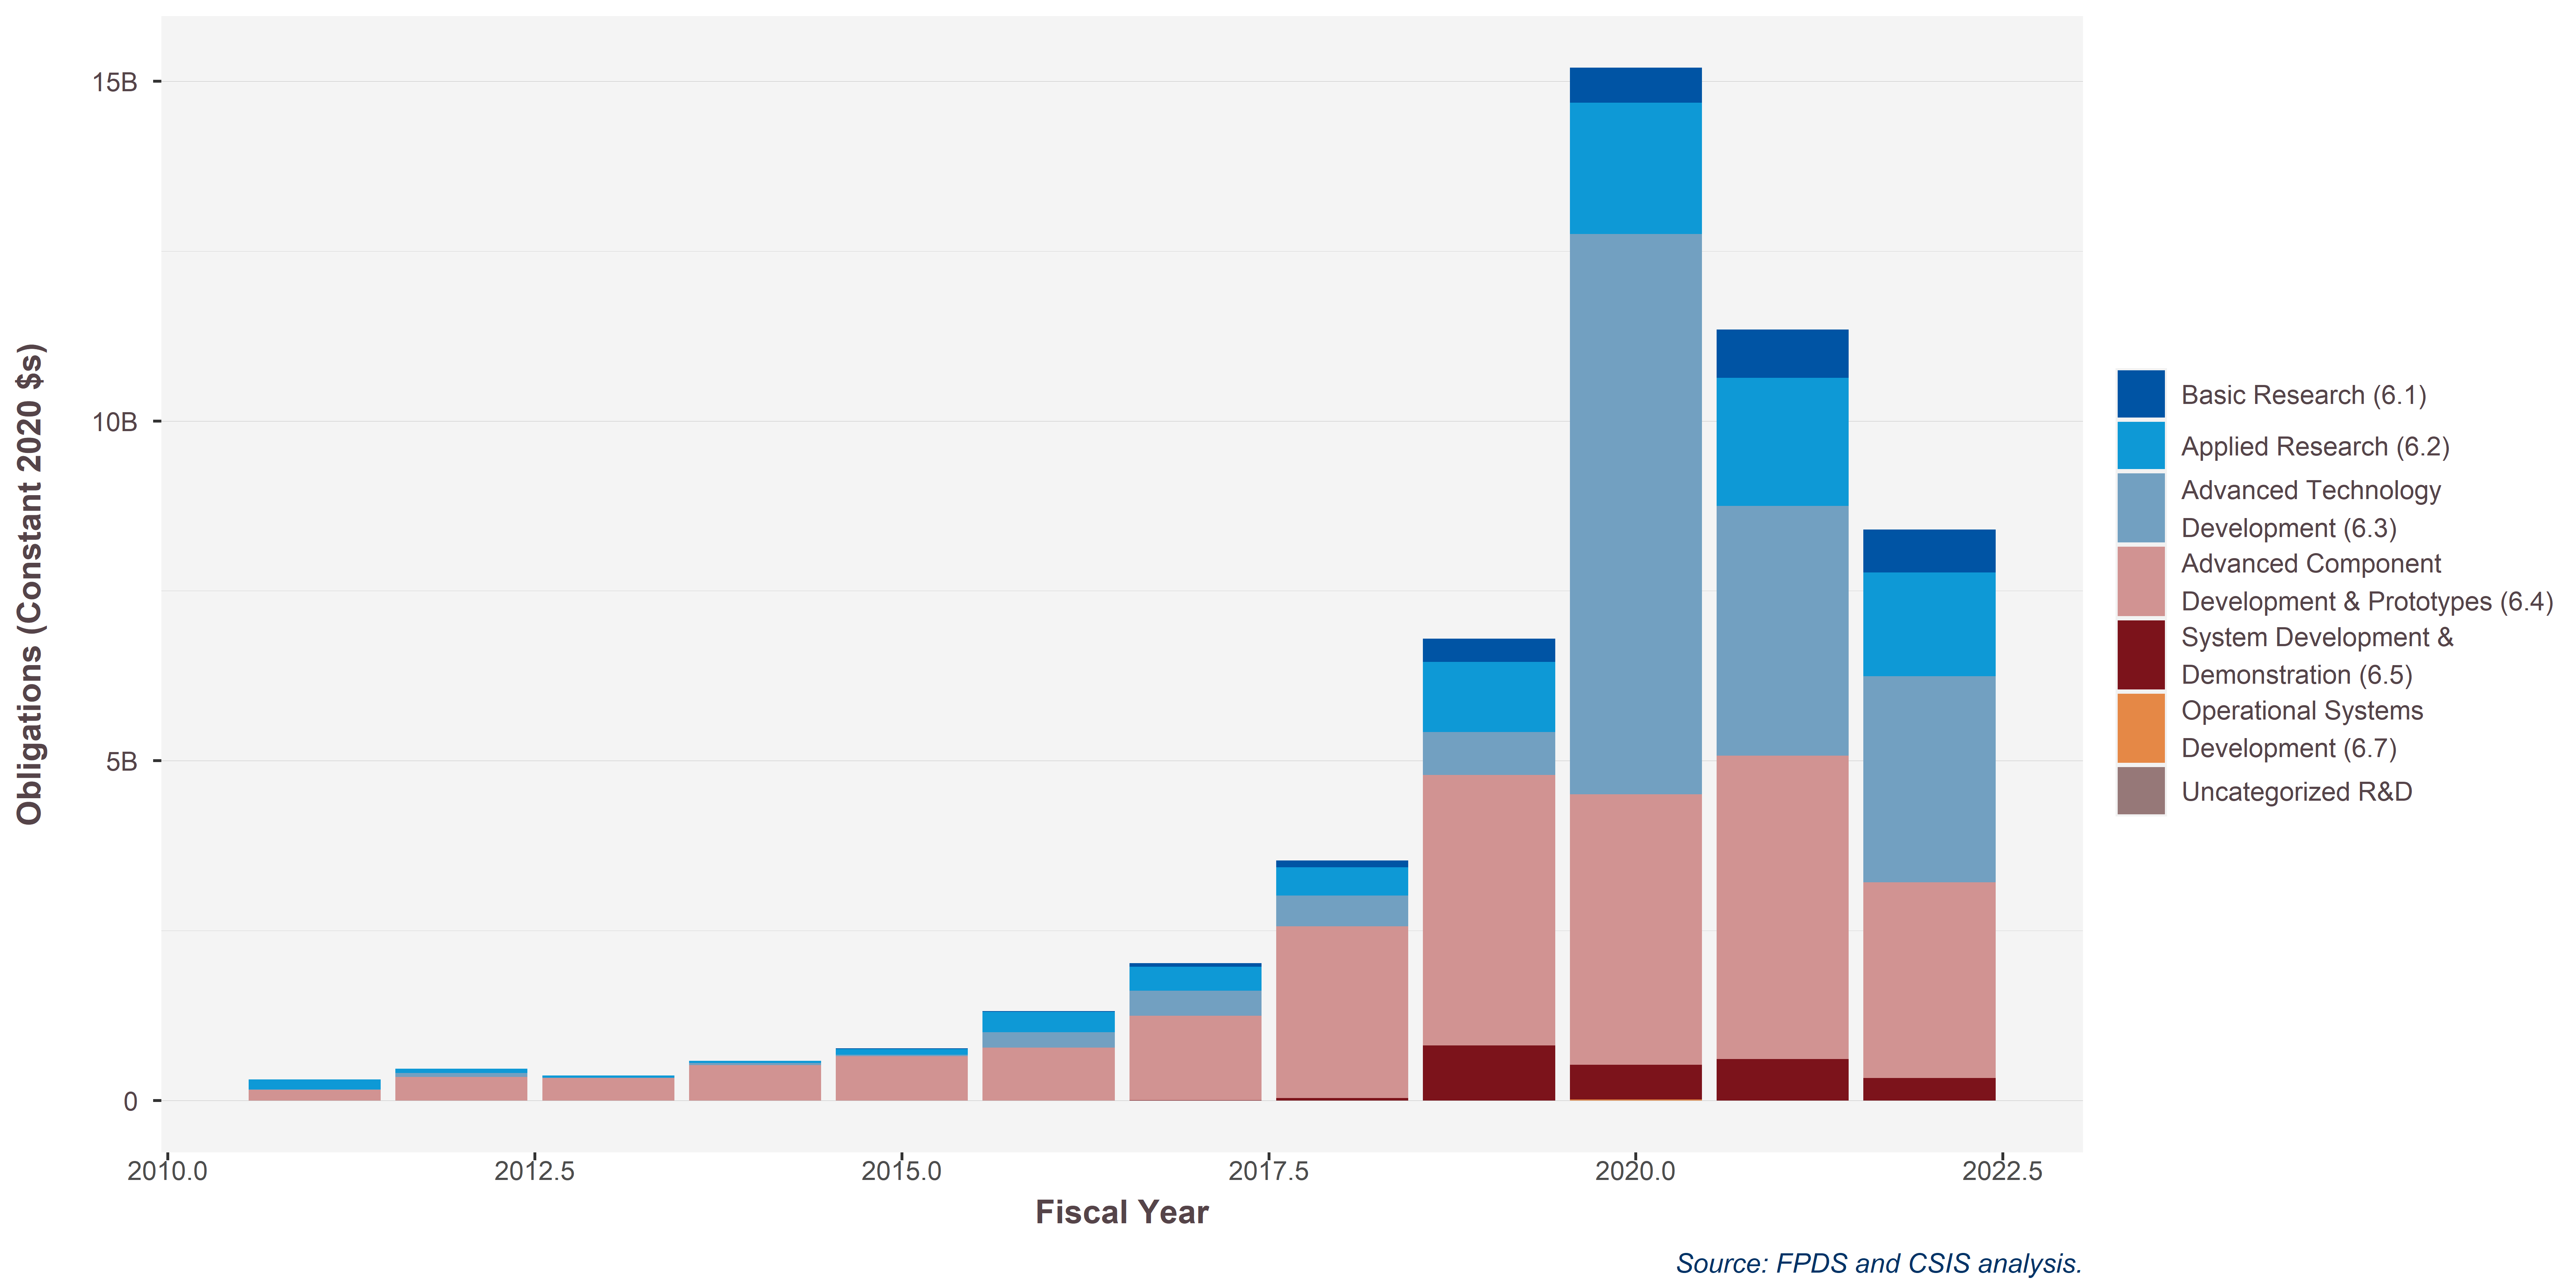 Obligations (Constant 2020 $s)
15B
10B
5B
0
2010.0
2012.5
2015.0
2017.5
2020.0
2022.5
Fiscal Year
Basic Research (6.1)
Applied Research (6.2)
Advanced Technology
Development (6.3)
Advanced Component
Development & Prototypes (6.4)
System Development &
Demonstration (6.5)
Operational Systems
Development (6.7)
Uncategorized R&D
Source: FPDS and CSIS analysis.